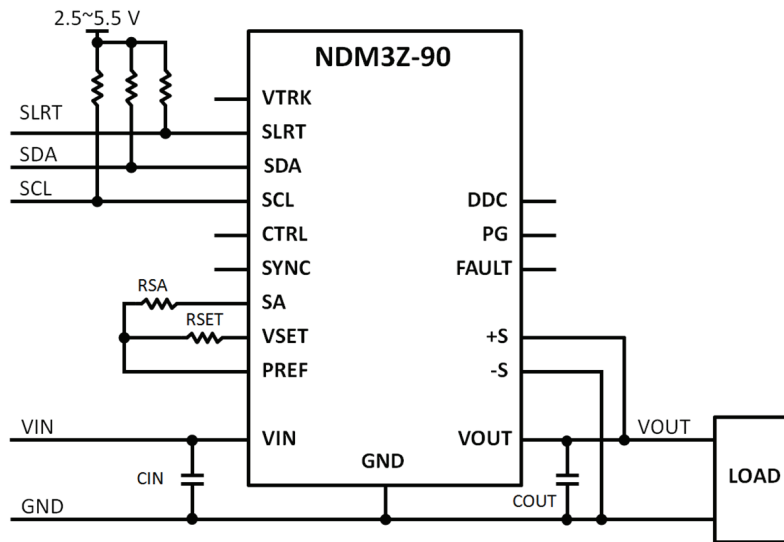 2.5~5.5 V
NDM3Z-90
VTRK
SLRT
SLRT
SDA
SDA
SCL
SCL
DDC
CTRL
PG
SYNC
FAULT
RSA
SA
RSET
VSET
+S
PREF
-S
VIN
VIN
VOUT
VOUT
GND
CIN
COUT
LOAD
GND